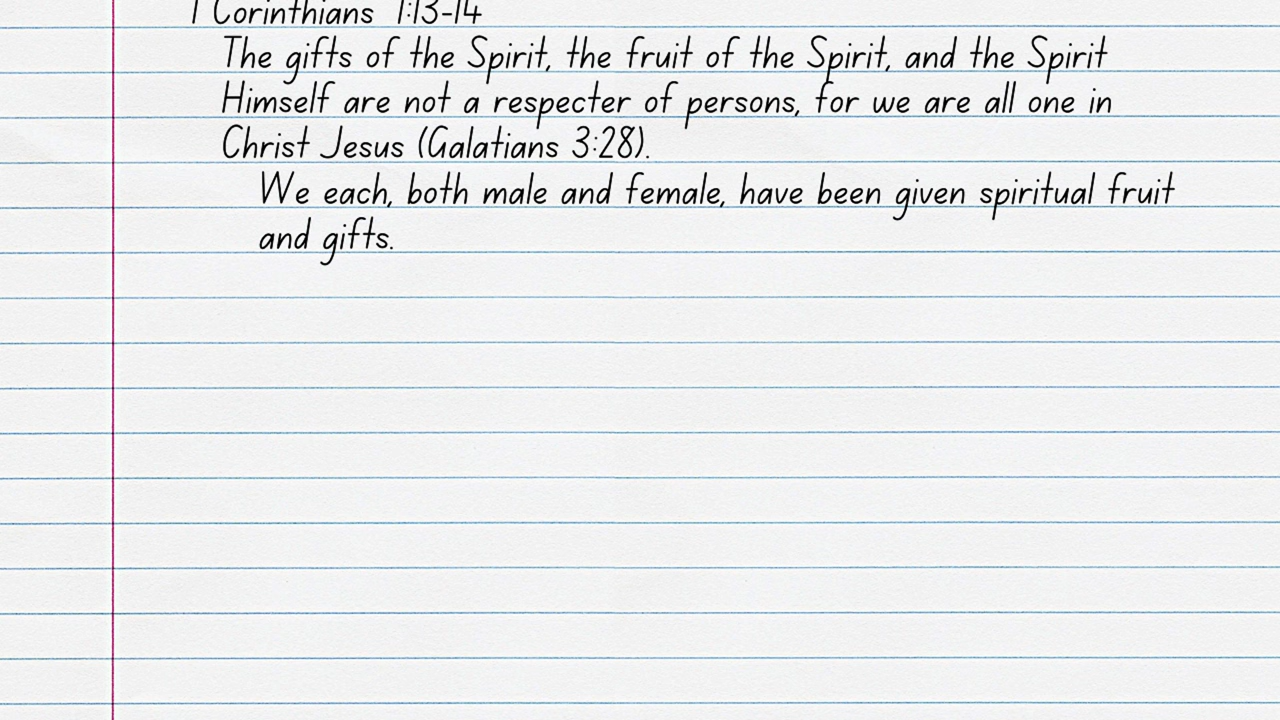 1 Corinthians 1:13-14
The gifts of the Spirit, the fruit of the Spirit, and the Spirit
Himself are not a respecter of persons, for we are all one in
Christ Jesus (Galatians 3:28).
We each, both male and female, have been given spiritual fruit
and gifts.